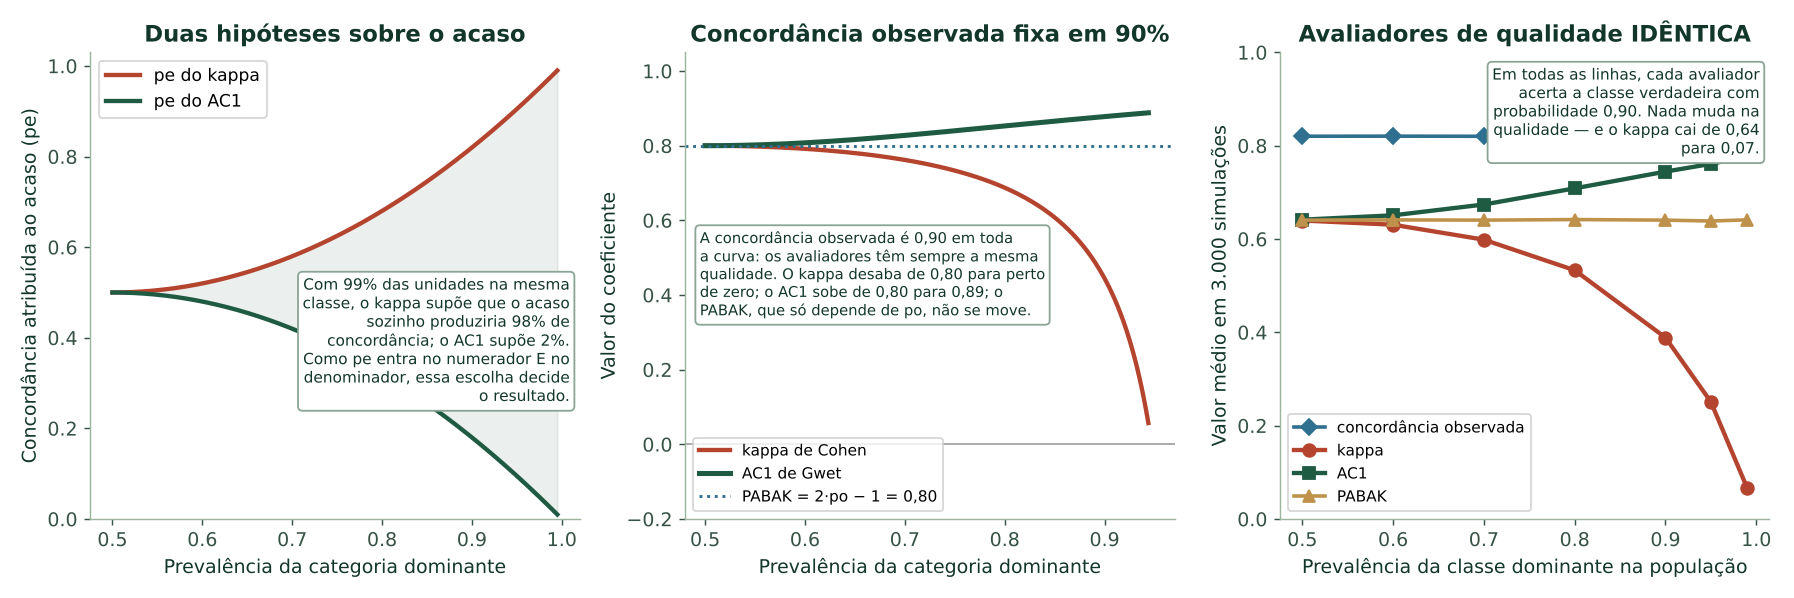 Duas hipóteses sobre o acaso
Concordância atribuída ao acaso (pe)
1.0
0.8
0.6
0.4
0.2
0.0
pe do kappa
pe do AC1
Com 99% das unidades na mesma
classe, o kappa supõe que o acaso
sozinho produziria 98% de
concordância; o AC1 supõe 2%.
Como pe entra no numerador E no
denominador, essa escolha decide
o resultado.
0.5 0.6 0.7 0.8 0.9 1.0
Prevalência da categoria dominante
Concordância observada fixa em 90%
Valor do coeficiente
1.0
0.8
0.6
0.4
0.2
0.0
−0.2
A concordância observada é 0,90 em toda
a curva: os avaliadores têm sempre a mesma
qualidade. O kappa desaba de 0,80 para perto
de zero; o AC1 sobe de 0,80 para 0,89; o
PABAK, que só depende de po, não se move.
kappa de Cohen
AC1 de Gwet
PABAK = 2·po − 1 = 0,80
0.5 0.6 0.7 0.8 0.9
Prevalência da categoria dominante
Avaliadores de qualidade IDÊNTICA
Valor médio em 3.000 simulações
1.0
0.8
0.6
0.4
0.2
0.0
Em todas as linhas, cada avaliador
acerta a classe verdadeira com
probabilidade 0,90. Nada muda na
qualidade — e o kappa cai de 0,64
para 0,07.
concordância observada
kappa
AC1
PABAK
0.5 0.6 0.7 0.8 0.9 1.0
Prevalência da classe dominante na população